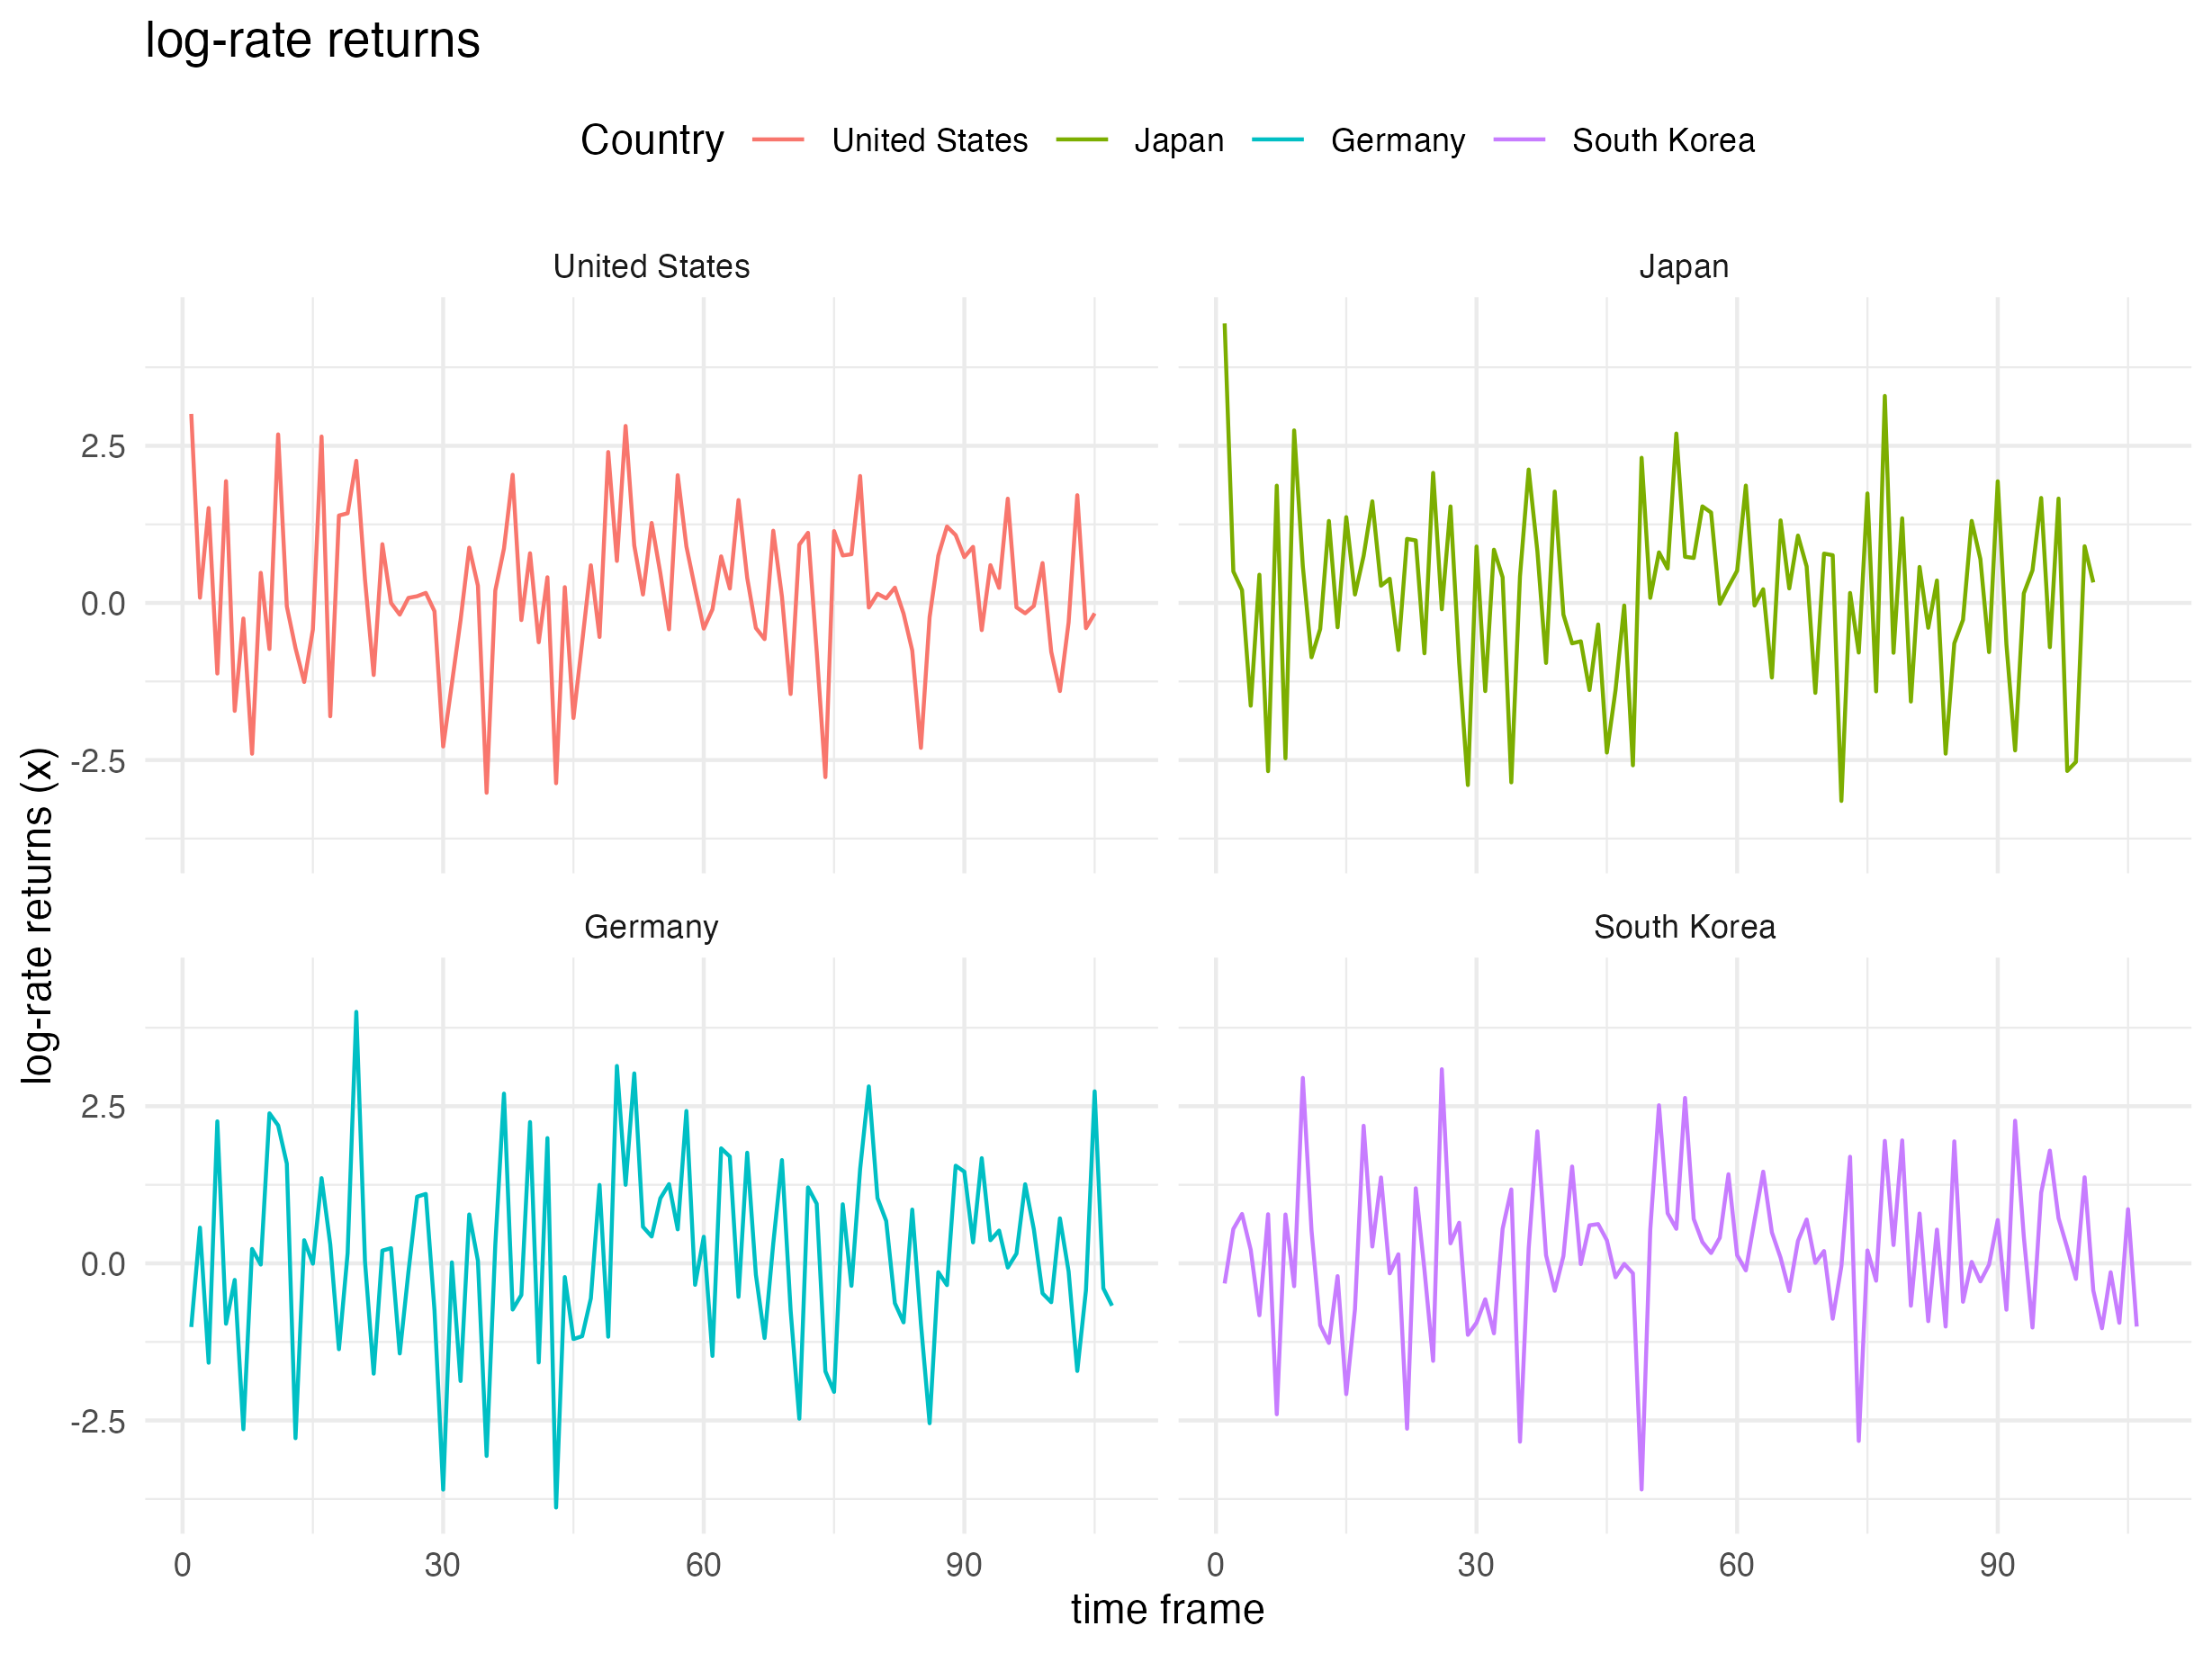 log-rate returns
Country United States Japan Germany South Korea
United States Japan
2.5
0.0
-2.5
log-rate returns (x)
Germany South Korea
2.5
0.0
-2.5
0 30 60 90 0 30 60 90
time frame